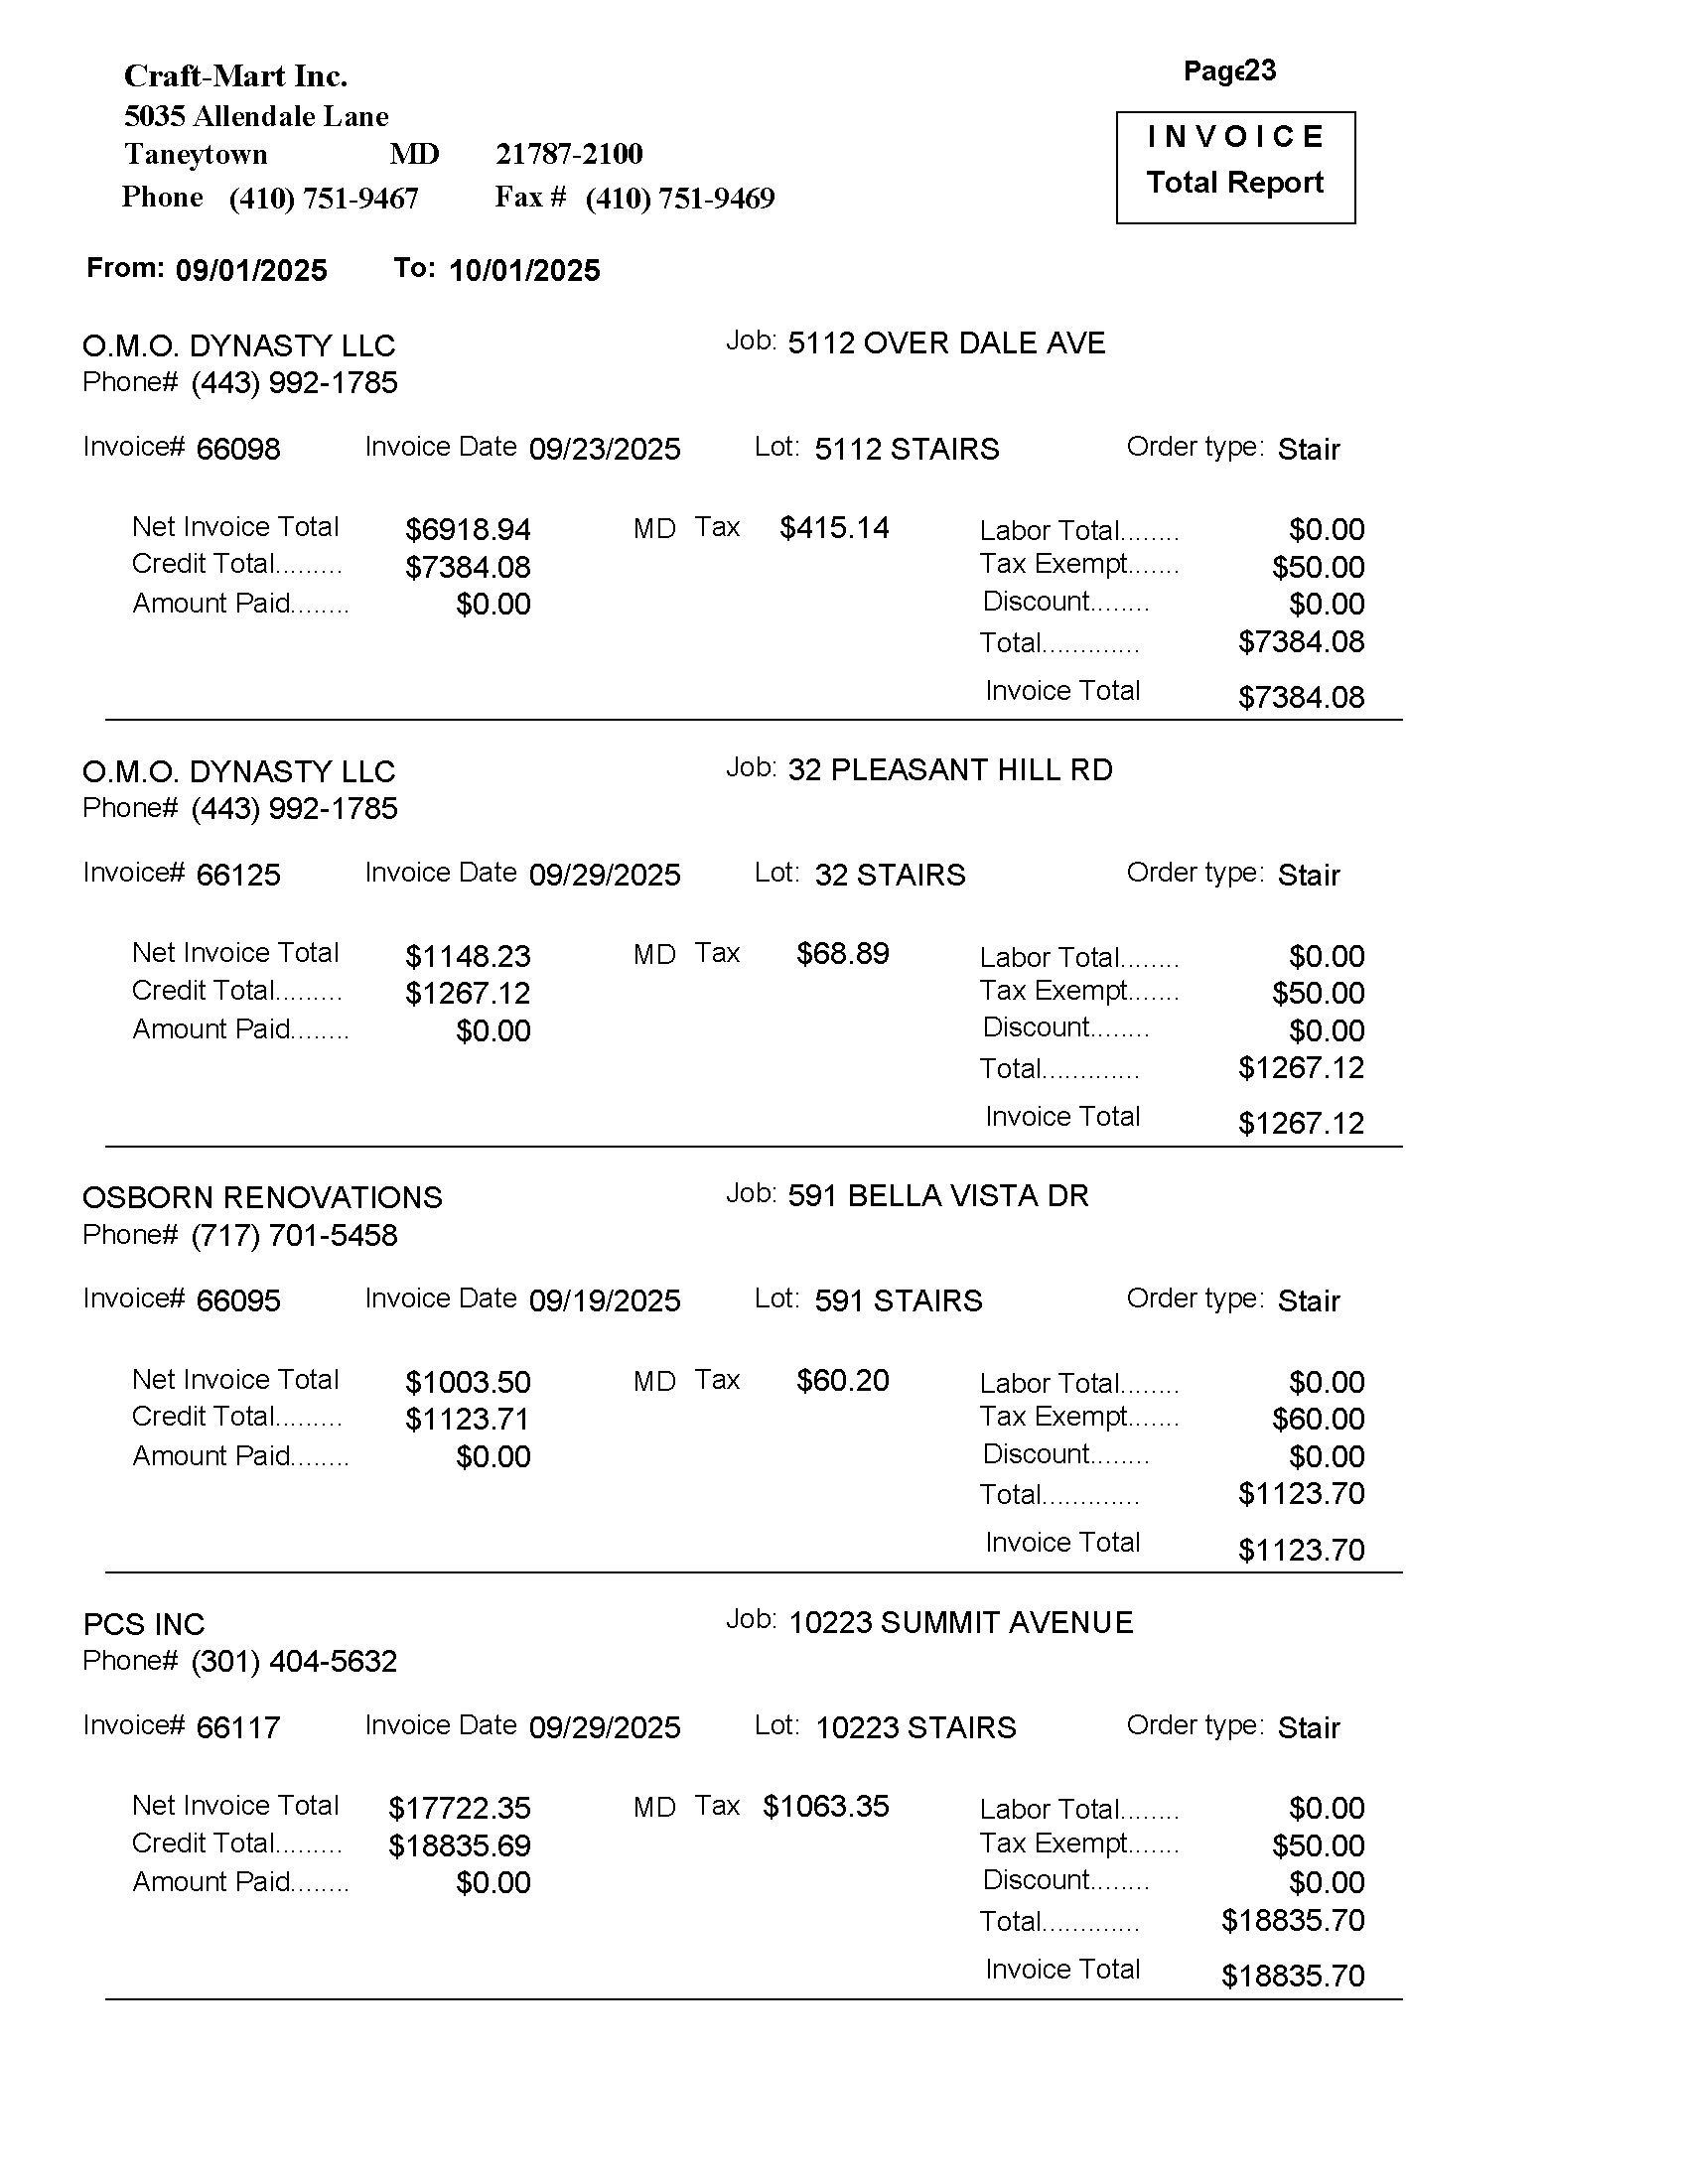 Craft-Mart Inc.
Page23
5035 Allendale Lane
Taneytown MD 21787-2100
Phone (410) 751-9467 Fax # (410) 751-9469
I N V O I C E
Total Report
From: 09/01/2025 To: 10/01/2025
O.M.O. DYNASTY LLC Job: 5112 OVER DALE AVE
Phone# (443) 992-1785
Invoice# 66098 Invoice Date 09/23/2025 Lot: 5112 STAIRS Order type: Stair
Net Invoice Total $6918.94 MD Tax $415.14 Labor Total........ $0.00
Credit Total......... $7384.08 Tax Exempt....... $50.00
Amount Paid........ $0.00 Discount........ $0.00
Total............. $7384.08
Invoice Total $7384.08
O.M.O. DYNASTY LLC Job: 32 PLEASANT HILL RD
Phone# (443) 992-1785
Invoice# 66125 Invoice Date 09/29/2025 Lot: 32 STAIRS Order type: Stair
Net Invoice Total $1148.23 MD Tax $68.89 Labor Total........ $0.00
Credit Total......... $1267.12 Tax Exempt....... $50.00
Amount Paid........ $0.00 Discount........ $0.00
Total............. $1267.12
Invoice Total $1267.12
OSBORN RENOVATIONS Job: 591 BELLA VISTA DR
Phone# (717) 701-5458
Invoice# 66095 Invoice Date 09/19/2025 Lot: 591 STAIRS Order type: Stair
Net Invoice Total $1003.50 MD Tax $60.20 Labor Total........ $0.00
Credit Total......... $1123.71 Tax Exempt....... $60.00
Amount Paid........ $0.00 Discount........ $0.00
Total............. $1123.70
Invoice Total $1123.70
PCS INC Job: 10223 SUMMIT AVENUE
Phone# (301) 404-5632
Invoice# 66117 Invoice Date 09/29/2025 Lot: 10223 STAIRS Order type: Stair
Net Invoice Total $17722.35 MD Tax $1063.35 Labor Total........ $0.00
Credit Total......... $18835.69 Tax Exempt....... $50.00
Amount Paid........ $0.00 Discount........ $0.00
Total............. $18835.70
Invoice Total $18835.70